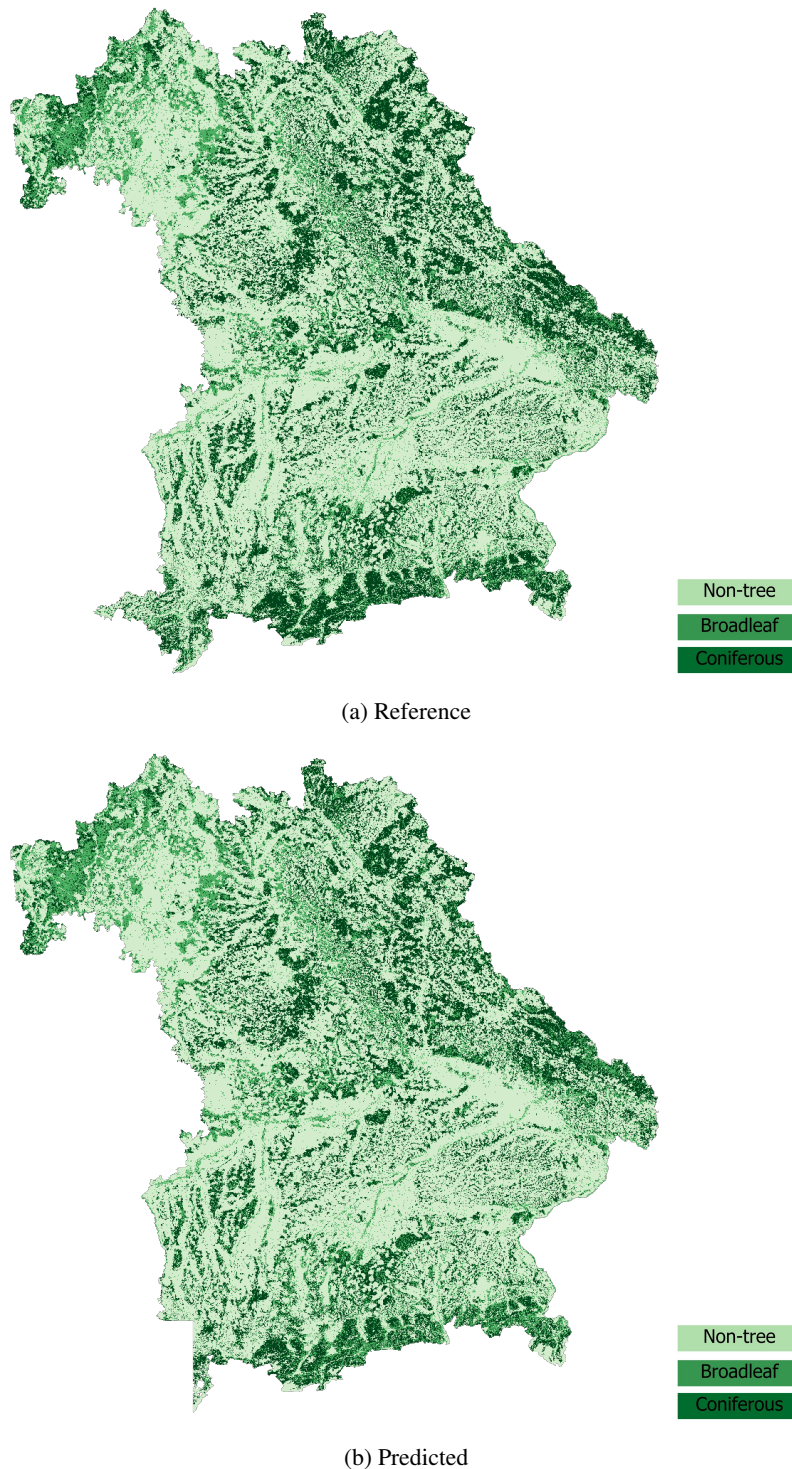 Non-tree
Broadleaf
Coniferous
(a) Reference
Non-tree
Broadleaf
Coniferous
(b) Predicted